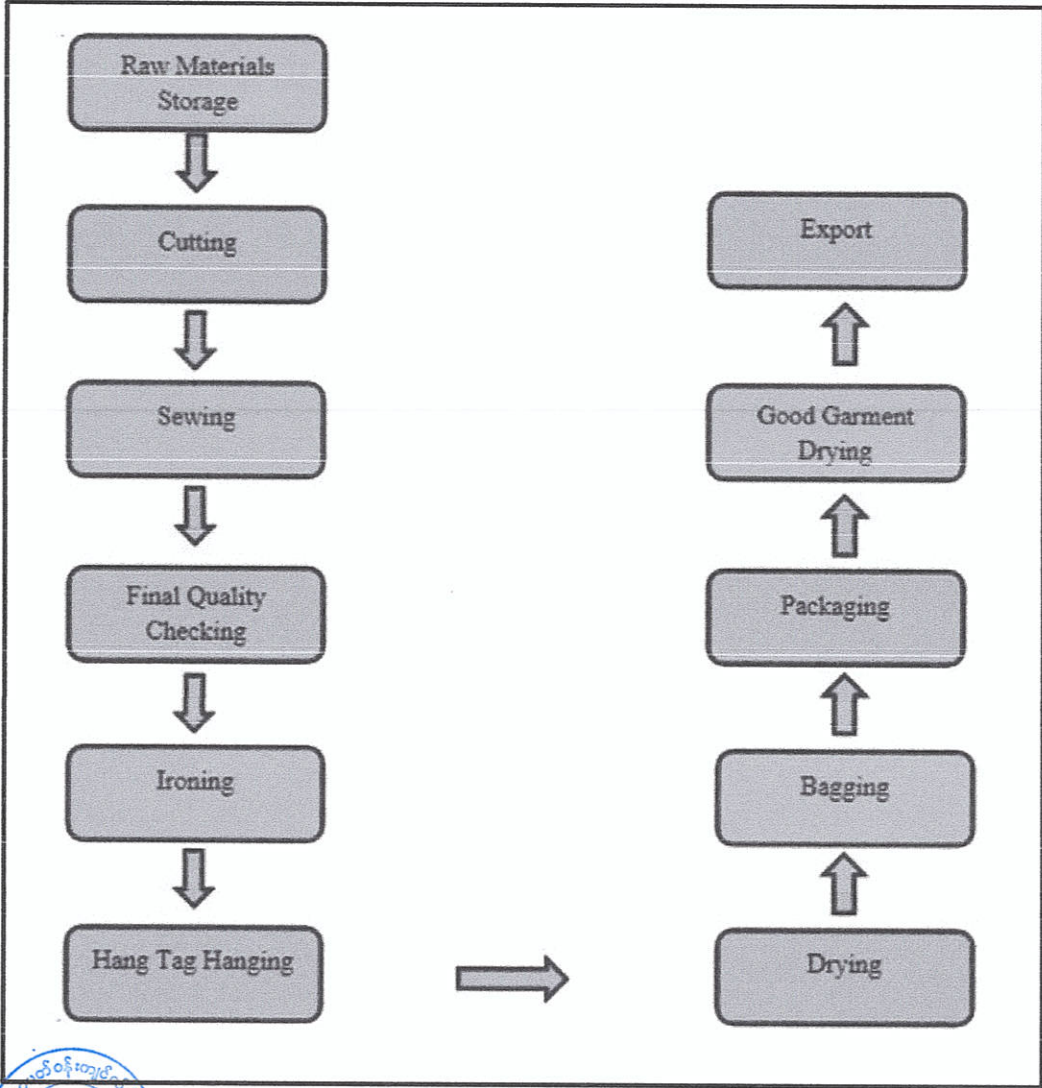 Raw Materials
Storage
Cutting
Sewing
Final Quality
Checking
Ironing
Hang Tag Hanging
Drying
Bagging
Packaging
Good Garment
Drying
Export